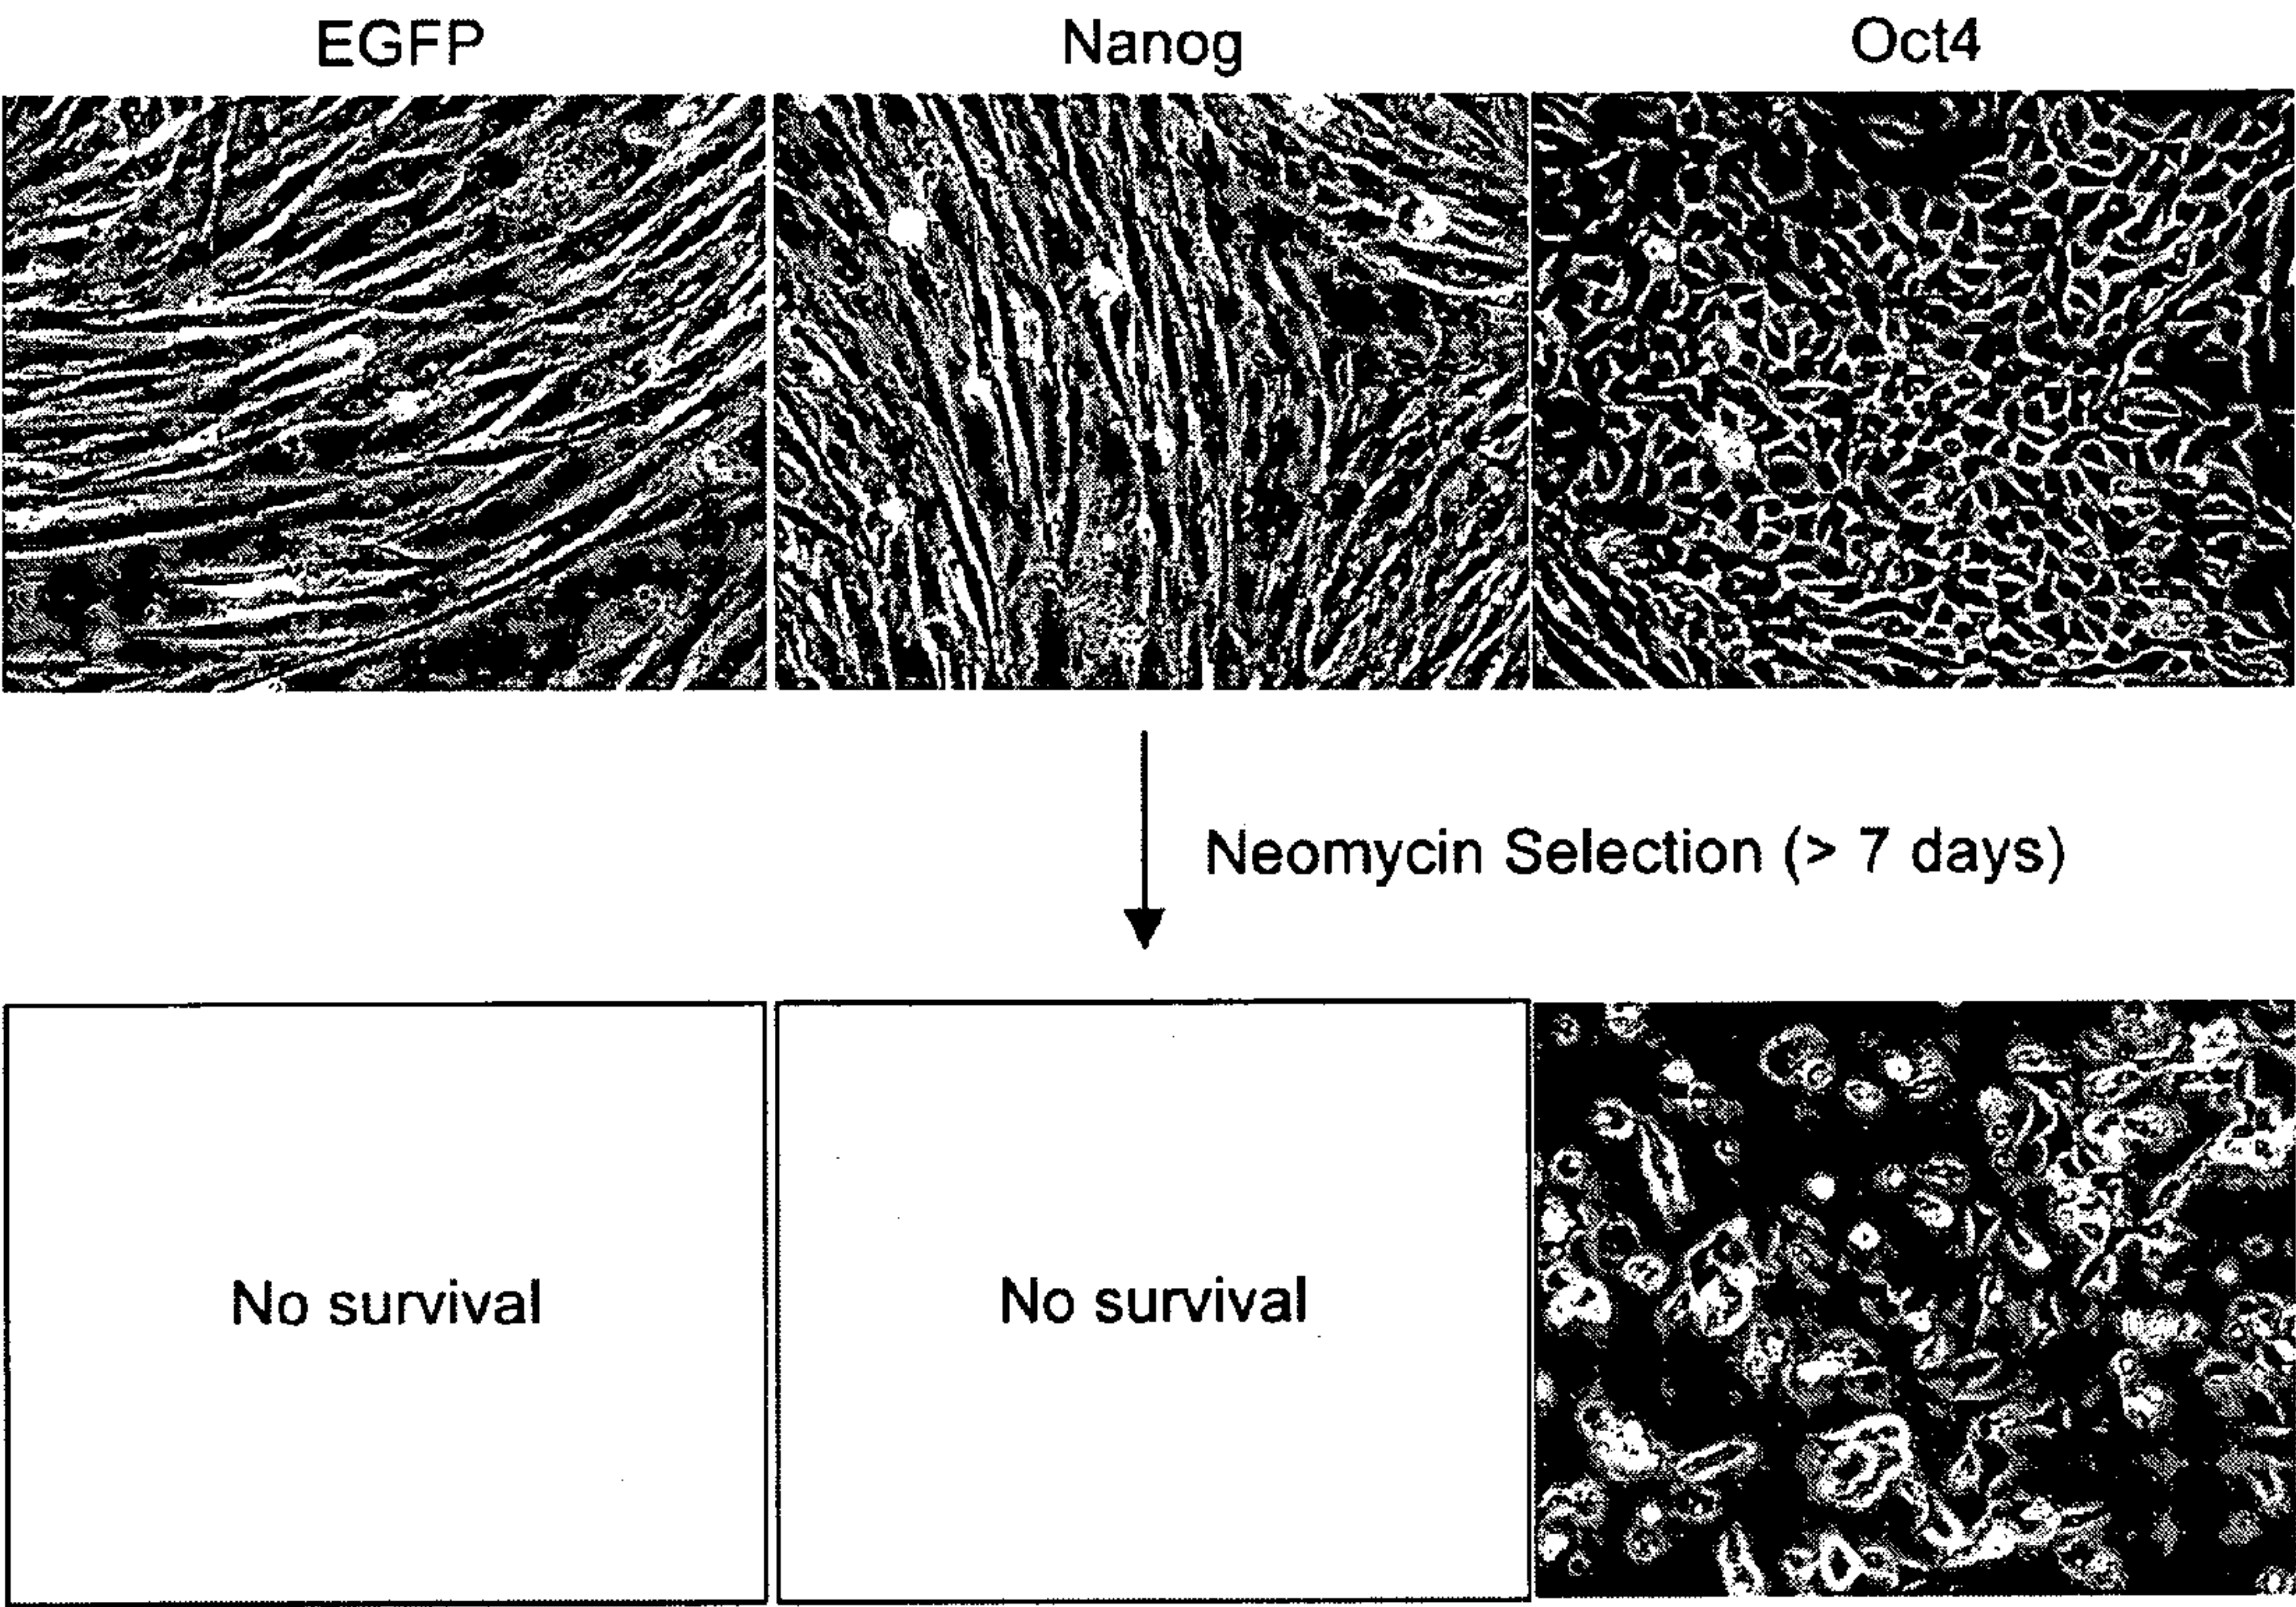 EGFP
Nanog
Oct4
Neomycin Selection (> 7 days)
No survival
No survival